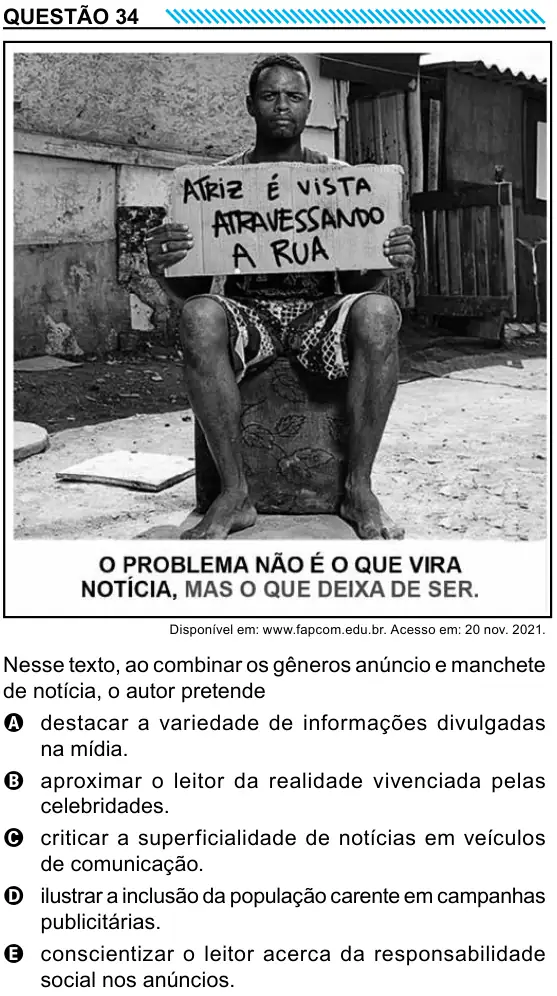 QUESTÃO 34
ATRIZ É VISTA
ATRAVESSANDO
A RUA
O PROBLEMA NÃO É O QUE VIRA
NOTÍCIA, MAS O QUE DEIXA DE SER.
Disponível em: www.fapcom.edu.br. Acesso em: 20 nov. 2021.
Nesse texto, ao combinar os gêneros anúncio e manchete
de notícia, o autor pretende
A destacar a variedade de informações divulgadas
na mídia.
B aproximar o leitor da realidade vivenciada pelas
celebridades.
C criticar a superficialidade de notícias em veículos
de comunicação.
D ilustrar a inclusão da população carente em campanhas
publicitárias.
E conscientizar o leitor acerca da responsabilidade
social nos anúncios.